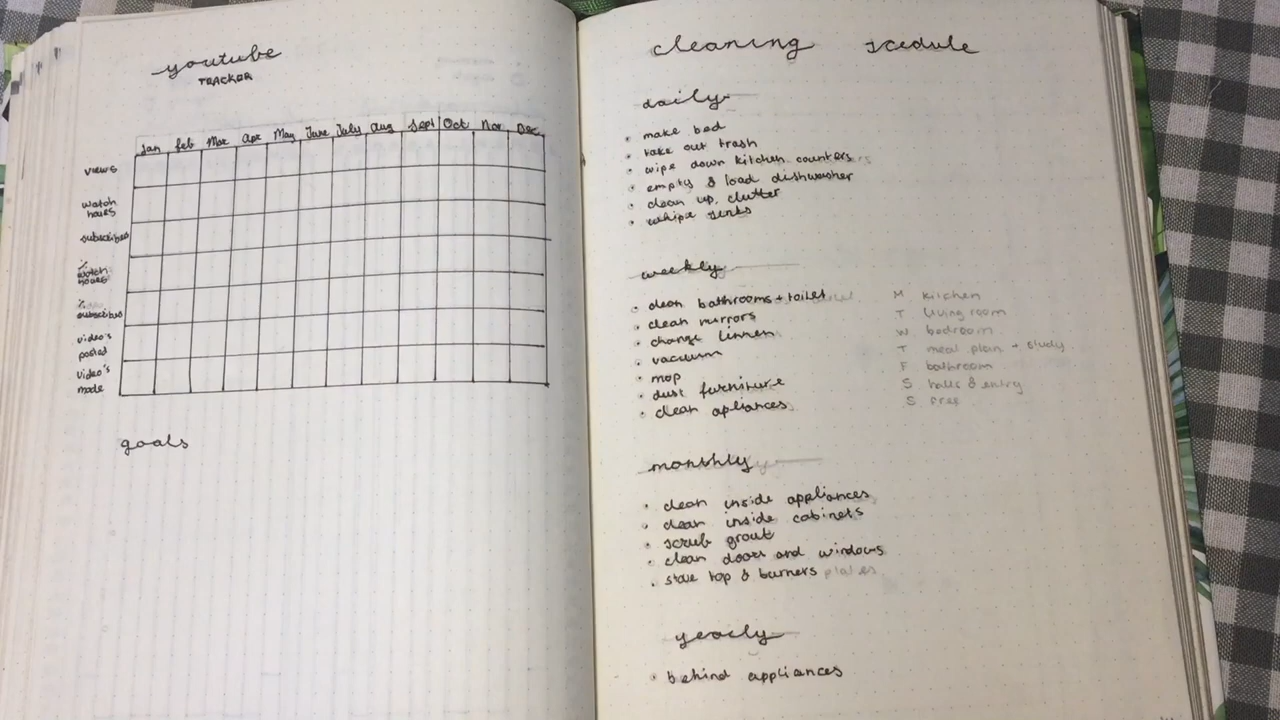 youtube
TRACKER
Jan Feb Mar Apr May June July Aug Sept Oct Nov Dec
views
watch
hours
subscribes
%
watch
hours
%
subscribes
video's
posted
video's
made
goals
cleaning scedule
daily
• make bed
• take out trash
• wipe down kitchen counters
• empty & load dishwasher
• clean up clutter
• whipe sinks
weekly
• clean bathrooms + toilet
• clean mirrors
• change linnen
• vacuum
• mop
• dust furniture
• clean apliances
M kitchen
T living room
W bedroom
T meal plan + study
F bathroom
S halls & entry
S free
monthly
• clean inside appliances
• clean inside cabinets
• scrub grout
• clean doors and windows
• stove top & burners plates
yearly
• behind appliances